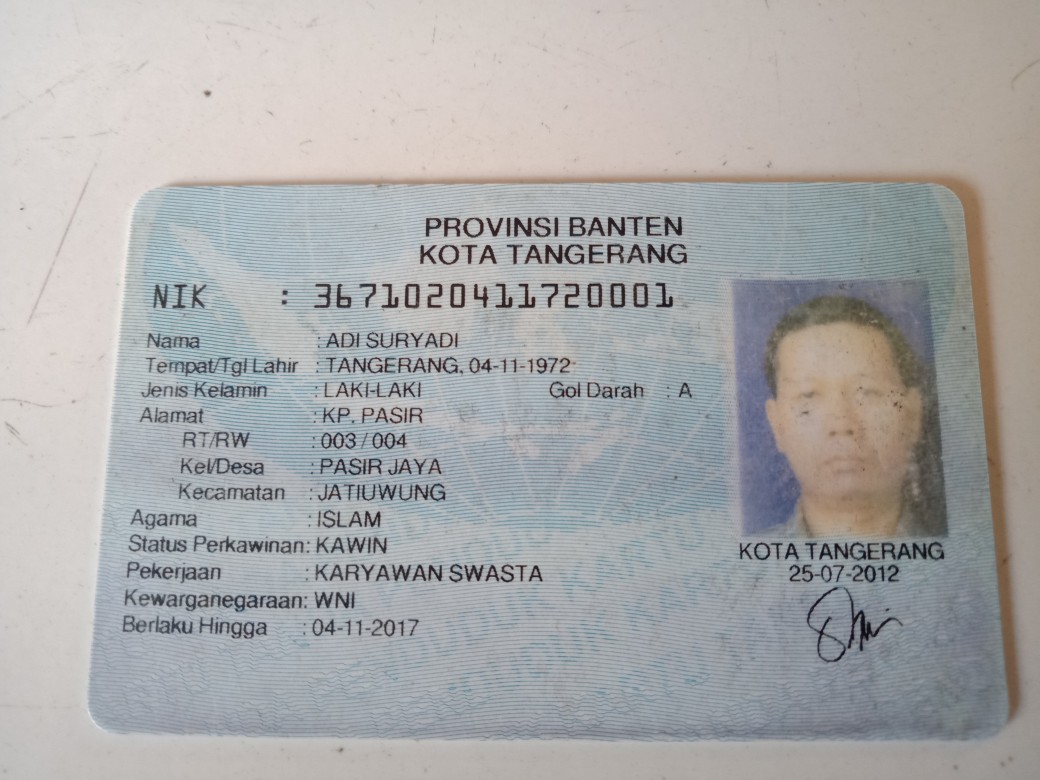 PROVINSI BANTEN
KOTA TANGERANG
NIK : 3671020411720001
Nama : ADI SURYADI
Tempat/Tgl Lahir : TANGERANG, 04-11-1972
Jenis Kelamin : LAKI-LAKI Gol Darah : A
Alamat : KP. PASIR
RT/RW : 003 / 004
Kel/Desa : PASIR JAYA
Kecamatan : JATIUWUNG
Agama : ISLAM
Status Perkawinan: KAWIN
Pekerjaan : KARYAWAN SWASTA
Kewarganegaraan: WNI
Berlaku Hingga : 04-11-2017
KOTA TANGERANG
25-07-2012